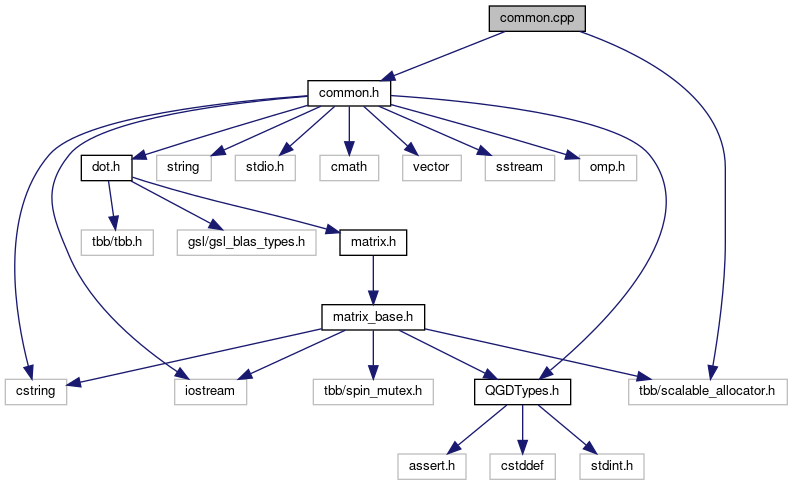 common.cpp
common.h
dot.h
string
stdio.h
cmath
vector
sstream
omp.h
tbb/tbb.h
gsl/gsl_blas_types.h
matrix.h
matrix_base.h
cstring
iostream
tbb/spin_mutex.h
QGDTypes.h
tbb/scalable_allocator.h
assert.h
cstddef
stdint.h